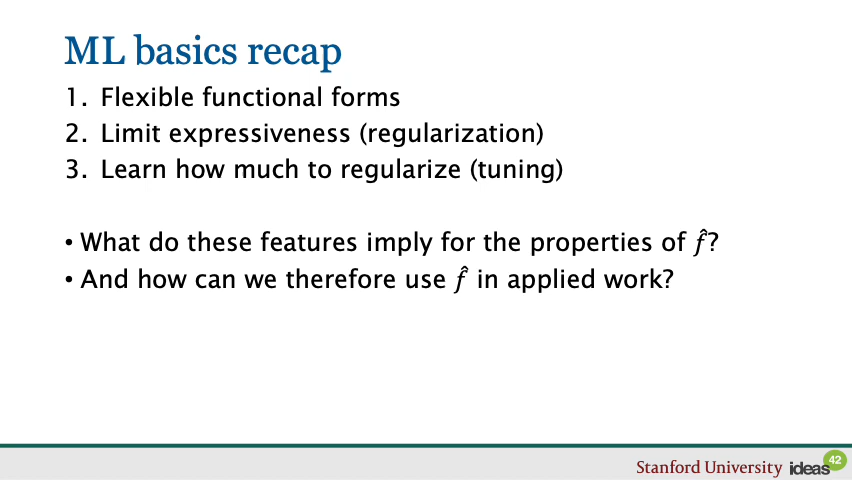 ML basics recap
1. Flexible functional forms
2. Limit expressiveness (regularization)
3. Learn how much to regularize (tuning)
• What do these features imply for the properties of f̂?
• And how can we therefore use f̂ in applied work?
Stanford University ideas 42